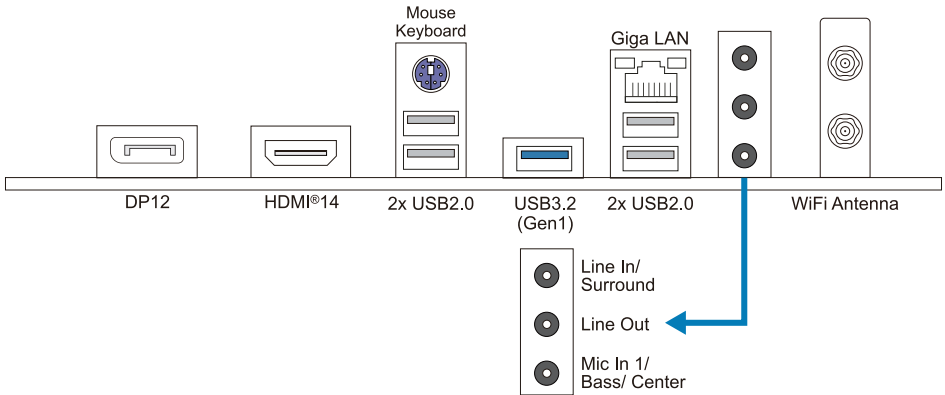 Mouse
Keyboard
Giga LAN
DP12
HDMI®14
2x USB2.0
USB3.2
(Gen1)
2x USB2.0
WiFi Antenna
Line In/
Surround
Line Out
Mic In 1/
Bass/ Center